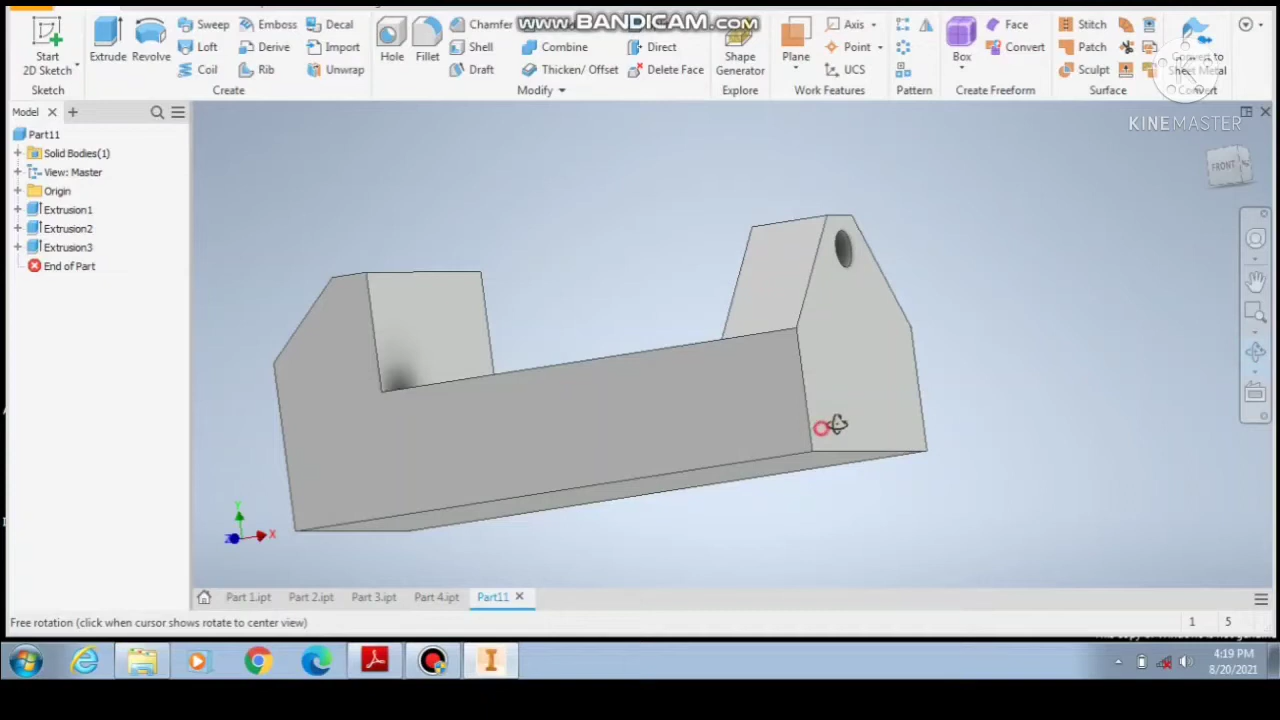 www.BANDICAM.com
Start
2D Sketch
Sketch
Extrude
Revolve
Sweep
Loft
Coil
Emboss
Derive
Rib
Decal
Import
Unwrap
Create
Hole
Fillet
Chamfer
Shell
Draft
Combine
Thicken/ Offset
Direct
Delete Face
Modify
Shape
Generator
Explore
Plane
Axis
Point
UCS
Work Features
Pattern
Box
Face
Convert
Create Freeform
Stitch
Patch
Sculpt
Surface
Convert to
Sheet Metal
Convert
K
KINEMASTER
Model
Part11
Solid Bodies(1)
View: Master
Origin
Extrusion1
Extrusion2
Extrusion3
End of Part
FRONT
Y
X
Z
Part 1.ipt
Part 2.ipt
Part 3.ipt
Part 4.ipt
Part11
Free rotation (click when cursor shows rotate to center view)
1
5
4:19 PM
8/20/2021